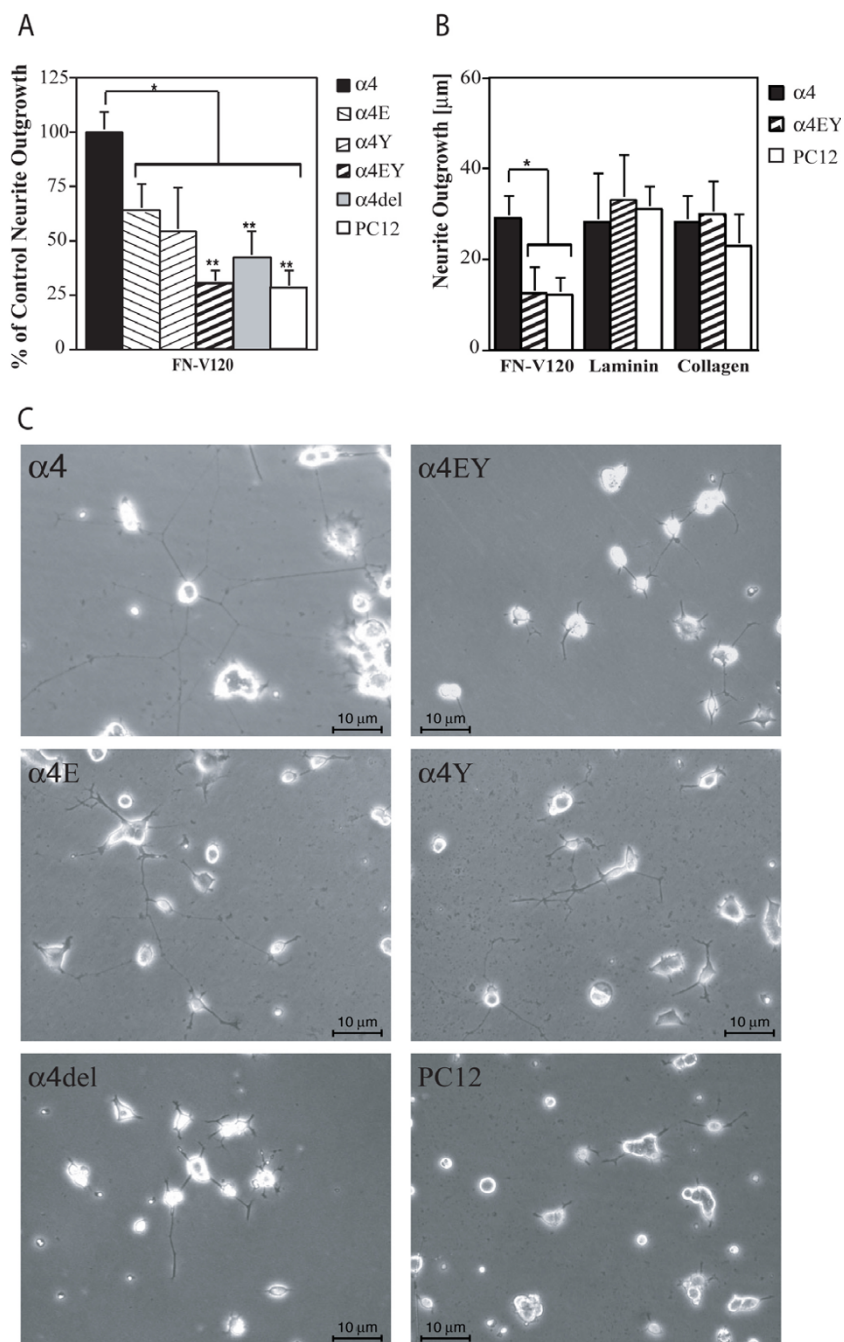 A
% of Control Neurite Outgrowth
125
100
75
50
25
0
*
**
**
**
FN-V120
α4
α4E
α4Y
α4EY
α4del
PC12
B
Neurite Outgrowth [µm]
60
40
20
0
*
FN-V120 Laminin Collagen
α4
α4EY
PC12
C
α4
10 µm
α4EY
10 µm
α4E
10 µm
α4Y
10 µm
α4del
10 µm
PC12
10 µm